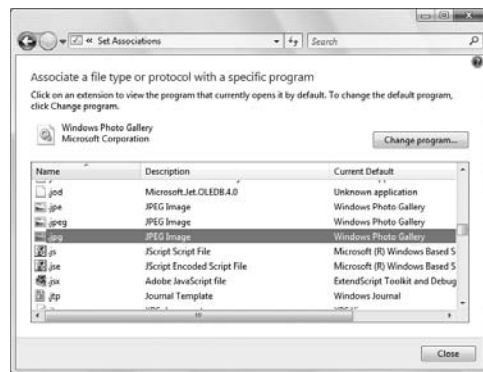 « Set Associations
Search
Associate a file type or protocol with a specific program
Click on an extension to view the program that currently opens it by default. To change the default program,
click Change program.
Windows Photo Gallery
Microsoft Corporation
Change program...
Name Description Current Default
.jod Microsoft.Jet.OLEDB.4.0 Unknown application
.jpe JPEG Image Windows Photo Gallery
.jpeg JPEG Image Windows Photo Gallery
.jpg JPEG Image Windows Photo Gallery
.js JScript Script File Microsoft (R) Windows Based S
.jse JScript Encoded Script File Microsoft (R) Windows Based S
.jsx Adobe JavaScript file ExtendScript Toolkit and Debug
.jtp Journal Template Windows Journal
Close